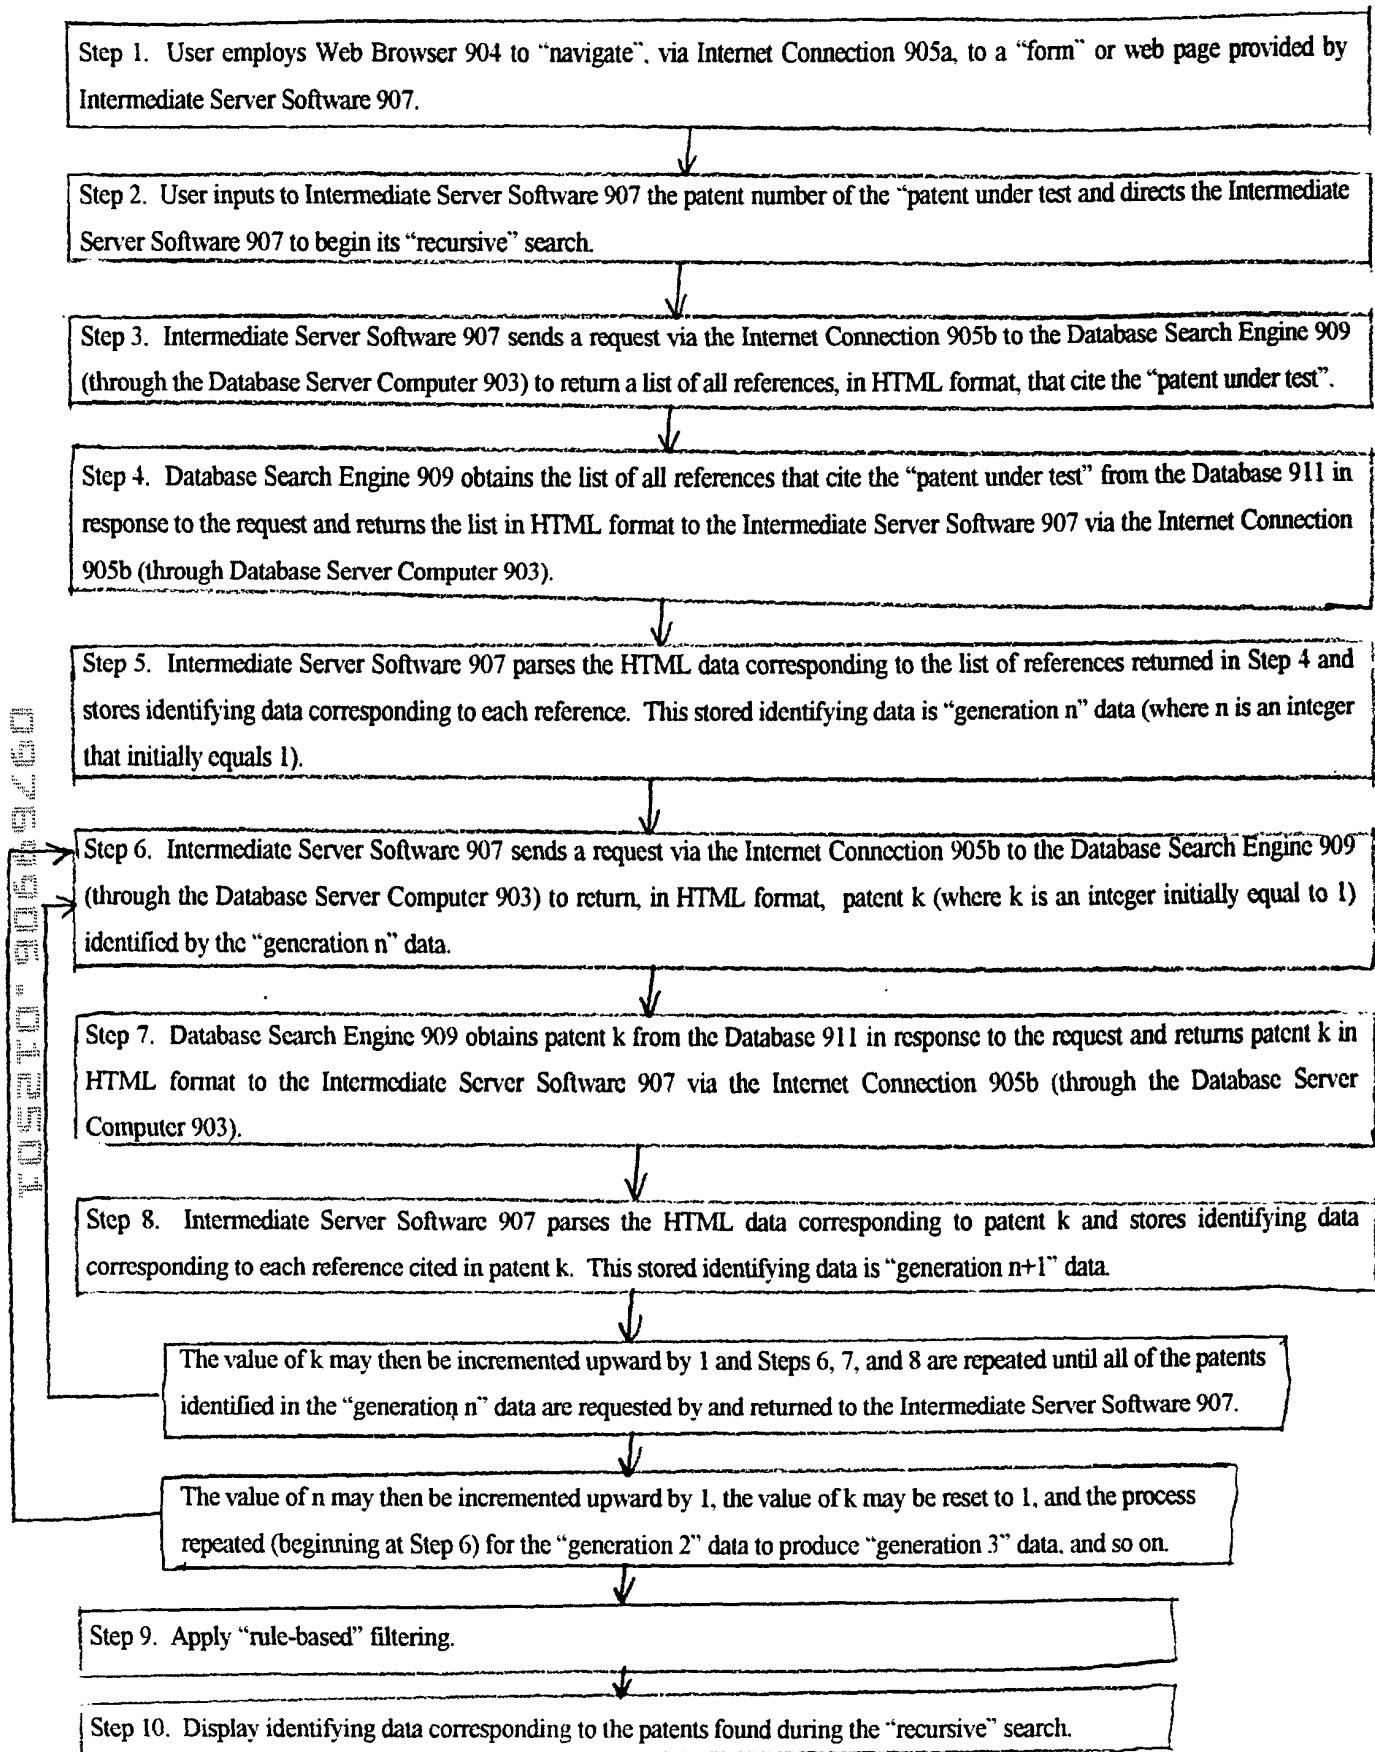 Step 1. User employs Web Browser 904 to “navigate”, via Internet Connection 905a, to a “form” or web page provided by
Intermediate Server Software 907.
Step 2. User inputs to Intermediate Server Software 907 the patent number of the “patent under test and directs the Intermediate
Server Software 907 to begin its “recursive” search.
Step 3. Intermediate Server Software 907 sends a request via the Internet Connection 905b to the Database Search Engine 909
(through the Database Server Computer 903) to return a list of all references, in HTML format, that cite the “patent under test”.
Step 4. Database Search Engine 909 obtains the list of all references that cite the “patent under test” from the Database 911 in
response to the request and returns the list in HTML format to the Intermediate Server Software 907 via the Internet Connection
905b (through Database Server Computer 903).
Step 5. Intermediate Server Software 907 parses the HTML data corresponding to the list of references returned in Step 4 and
stores identifying data corresponding to each reference. This stored identifying data is “generation n” data (where n is an integer
that initially equals 1).
Step 6. Intermediate Server Software 907 sends a request via the Internet Connection 905b to the Database Search Engine 909
(through the Database Server Computer 903) to return, in HTML format, patent k (where k is an integer initially equal to 1)
identified by the “generation n” data.
Step 7. Database Search Engine 909 obtains patent k from the Database 911 in response to the request and returns patent k in
HTML format to the Intermediate Server Software 907 via the Internet Connection 905b (through the Database Server
Computer 903).
Step 8. Intermediate Server Software 907 parses the HTML data corresponding to patent k and stores identifying data
corresponding to each reference cited in patent k. This stored identifying data is “generation n+1” data.
The value of k may then be incremented upward by 1 and Steps 6, 7, and 8 are repeated until all of the patents
identified in the “generation n” data are requested by and returned to the Intermediate Server Software 907.
The value of n may then be incremented upward by 1, the value of k may be reset to 1, and the process
repeated (beginning at Step 6) for the “generation 2” data to produce “generation 3” data, and so on.
Step 9. Apply “rule-based” filtering.
Step 10. Display identifying data corresponding to the patents found during the “recursive” search.